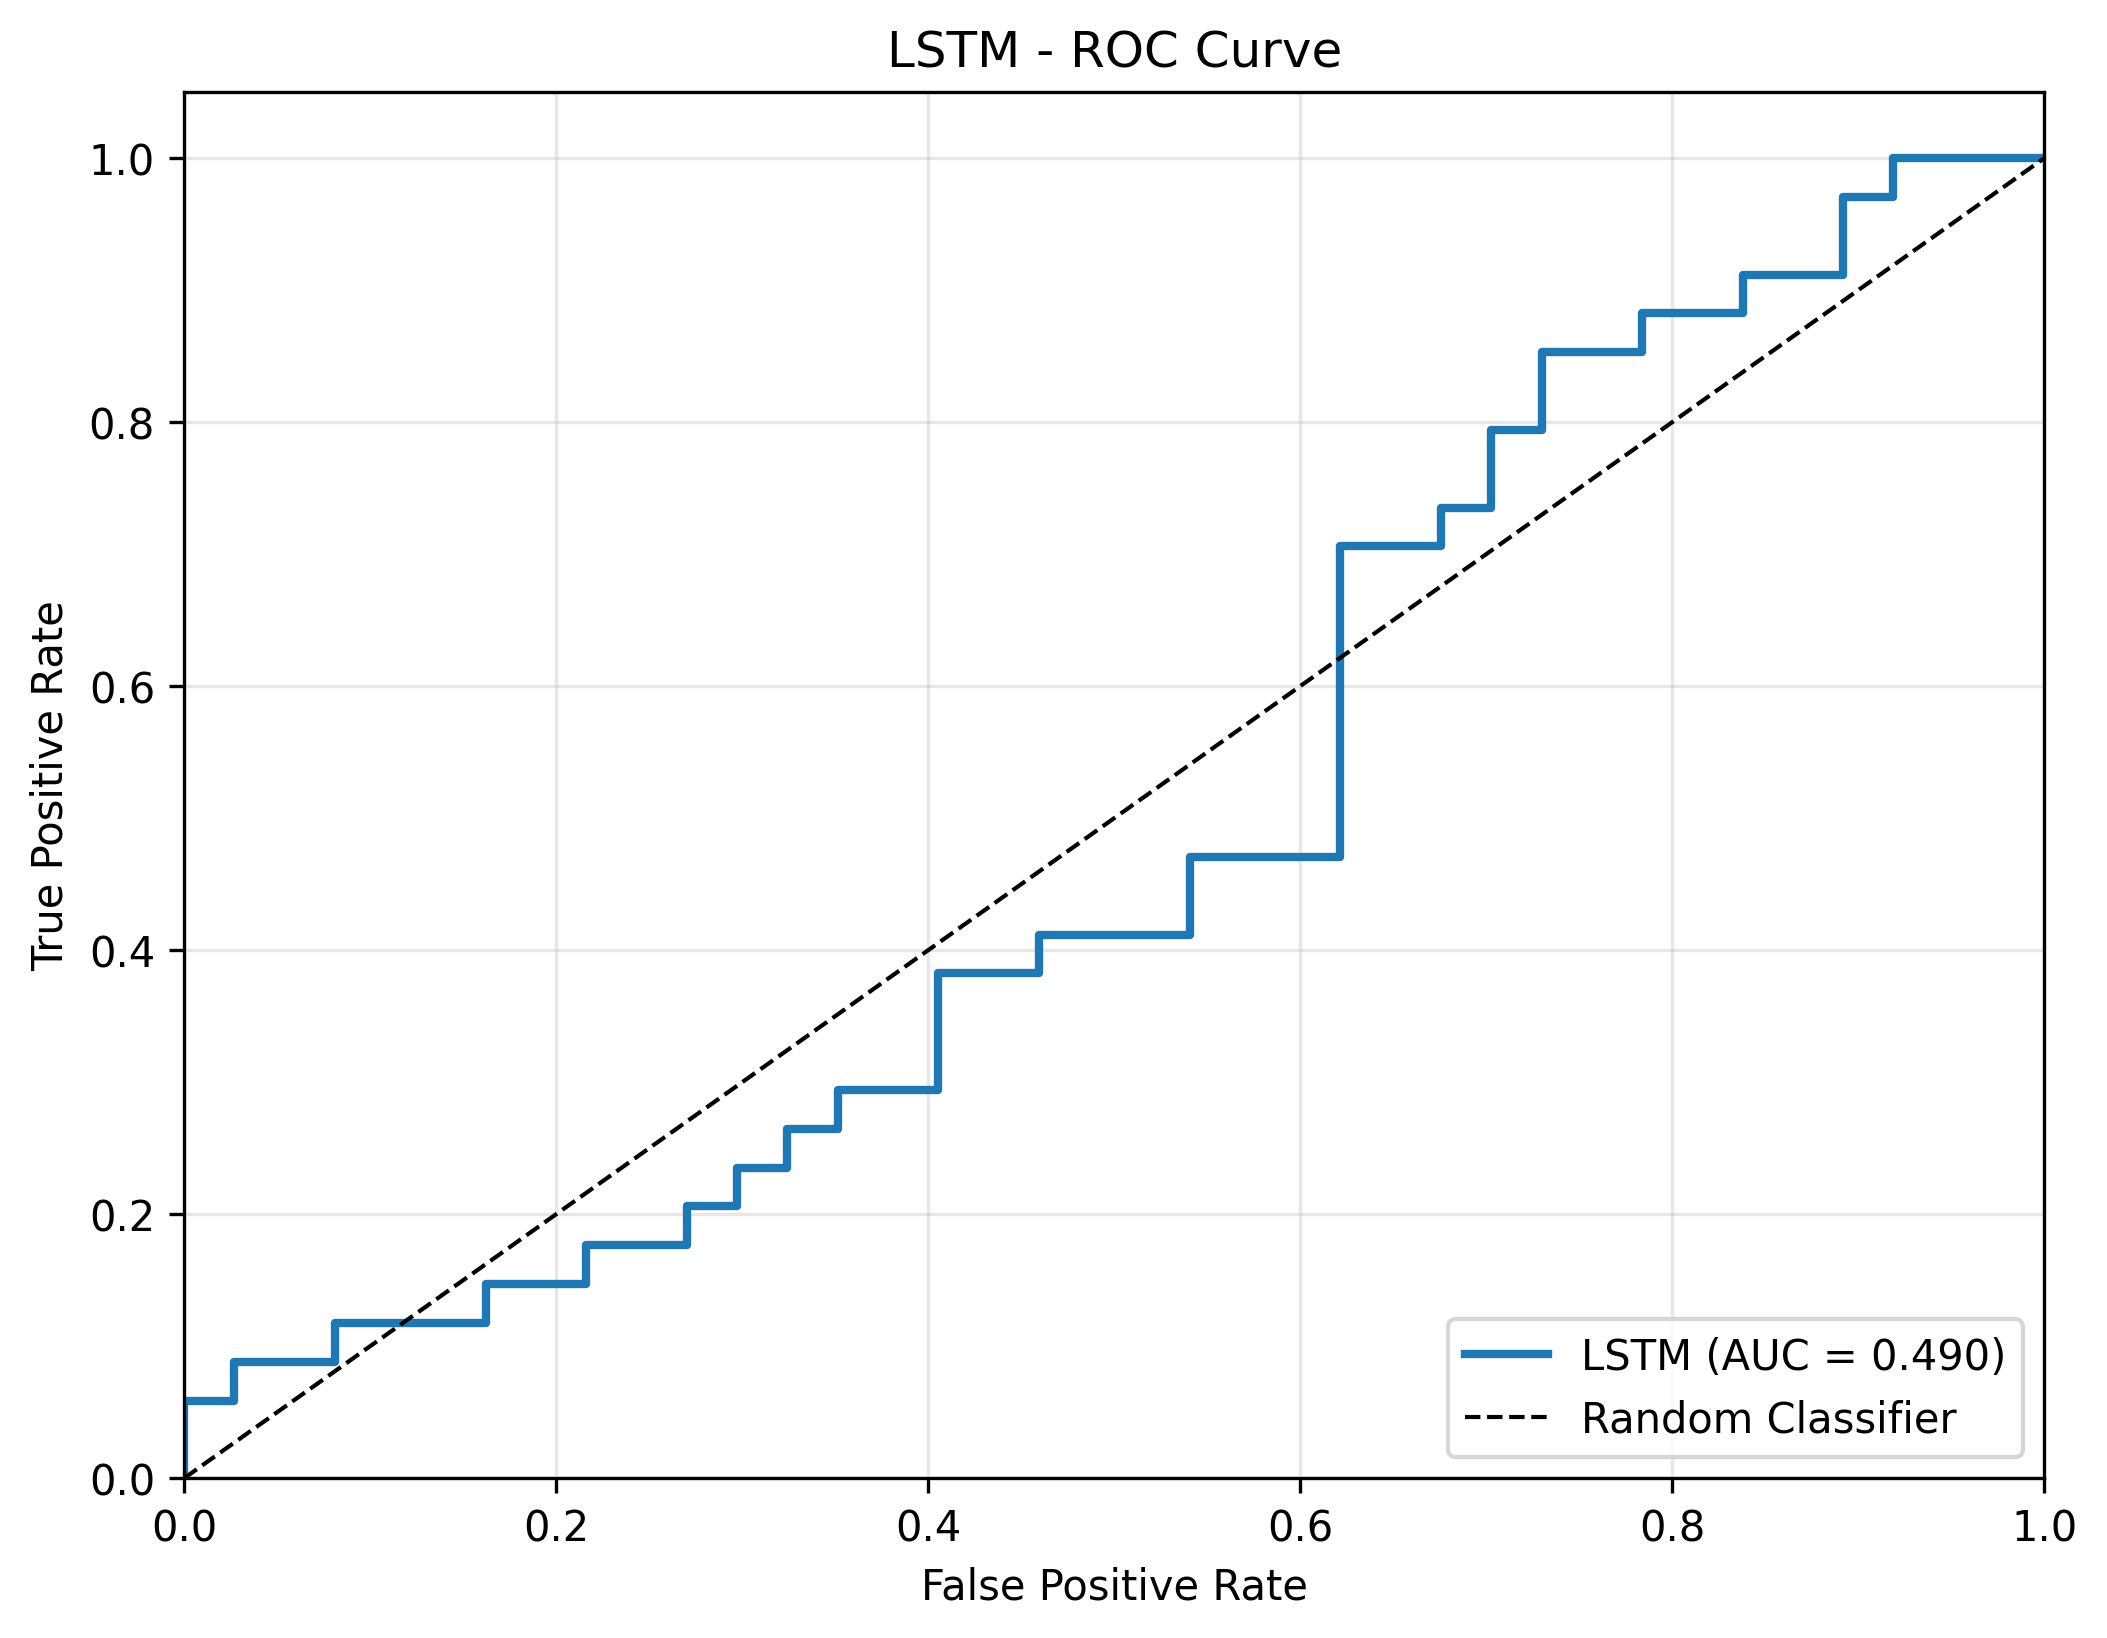 LSTM - ROC Curve
True Positive Rate
1.0
0.8
0.6
0.4
0.2
0.0
0.0 0.2 0.4 0.6 0.8 1.0
False Positive Rate
LSTM (AUC = 0.490)
Random Classifier